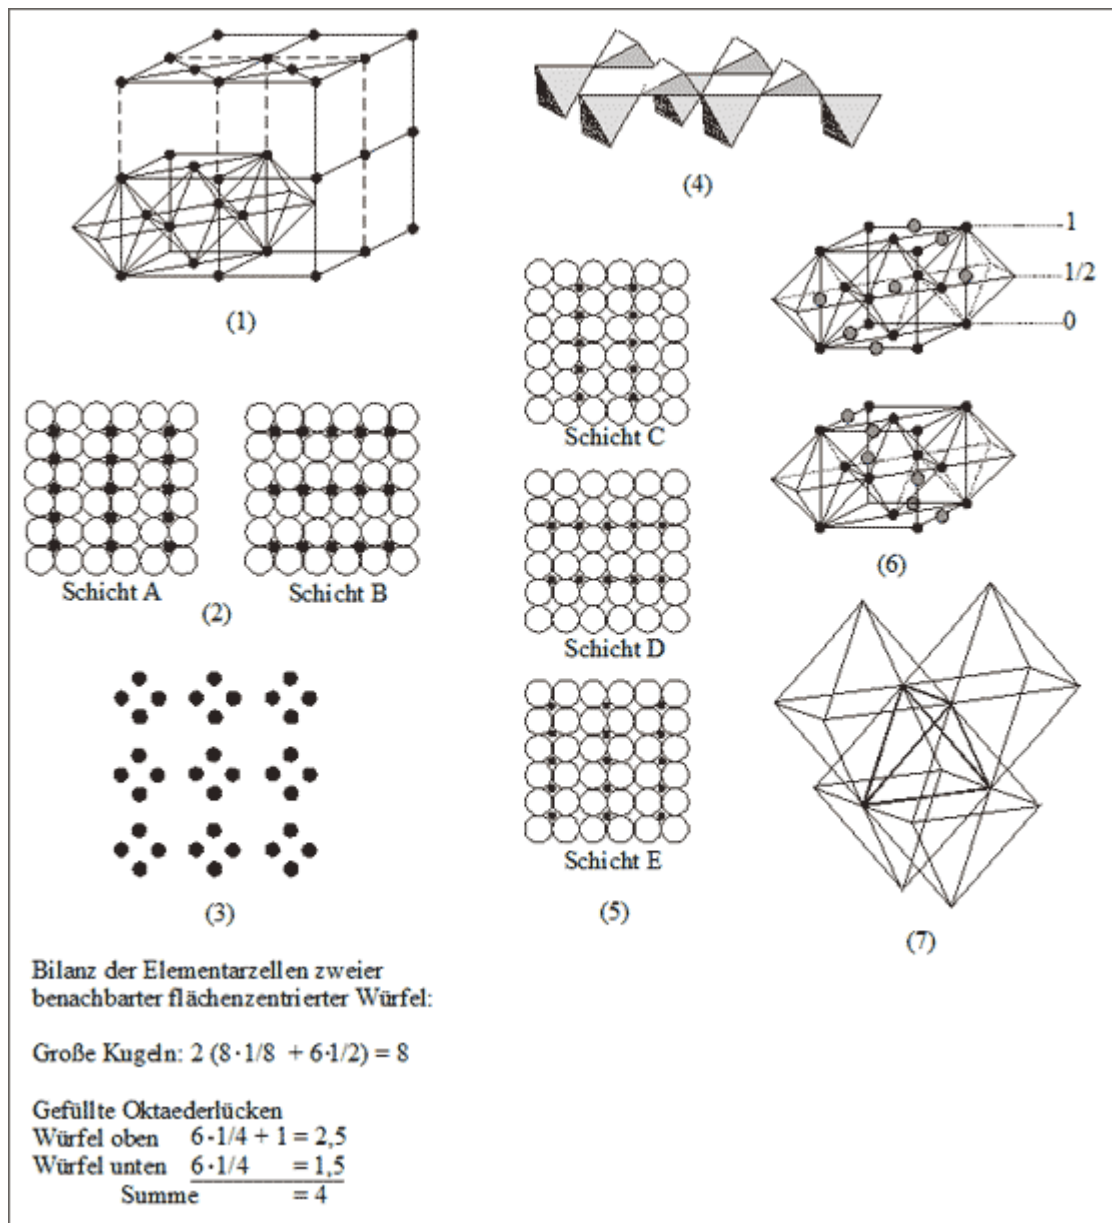 (1)
(4)
1
1/2
0
Schicht C
Schicht A
Schicht B
(2)
Schicht D
(6)
(3)
Schicht E
(5)
(7)
Bilanz der Elementarzellen zweier
benachbarter flächenzentrierter Würfel:
Große Kugeln: 2 (8·1/8 + 6·1/2) = 8
Gefüllte Oktaederlücken
Würfel oben 6·1/4 + 1 = 2,5
Würfel unten 6·1/4 = 1,5
Summe = 4